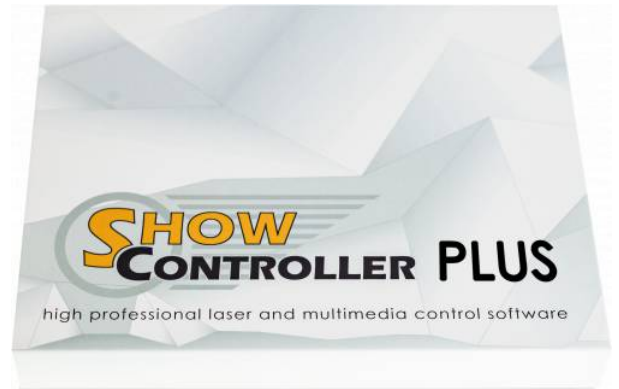 SHOW
CONTROLLER PLUS
high professional laser and multimedia control software